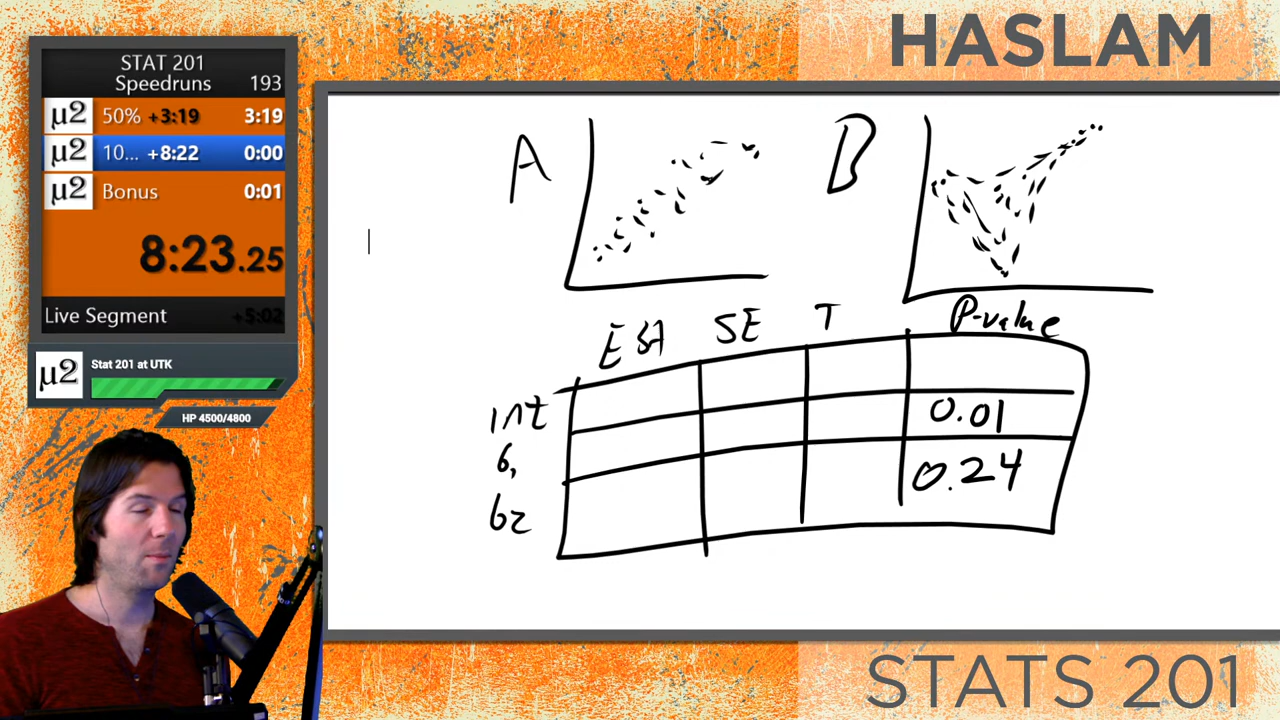 HASLAM
STAT 201
Speedruns 193
μ2 50% +3:19 3:19
μ2 10... +8:22 0:00
μ2 Bonus 0:01
8:23.25
Live Segment +5:02
μ2 Stat 201 at UTK
HP 4500/4800
A B
Est SE T P-value
int 0.01
b1 0.24
b2
STATS 201